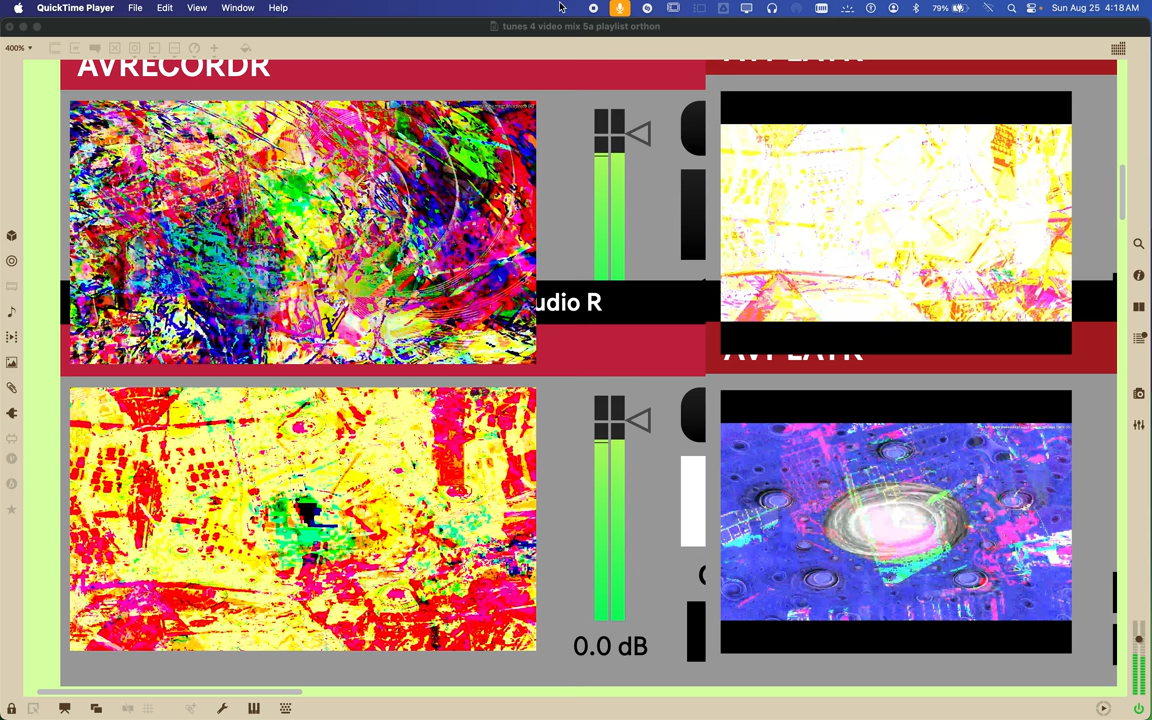 QuickTime Player File Edit View Window Help 79% Sun Aug 25 4:18 AM
tunes 4 video mix 5a playlist orthon
400%
AVRECORDR
udio R
0.0 dB